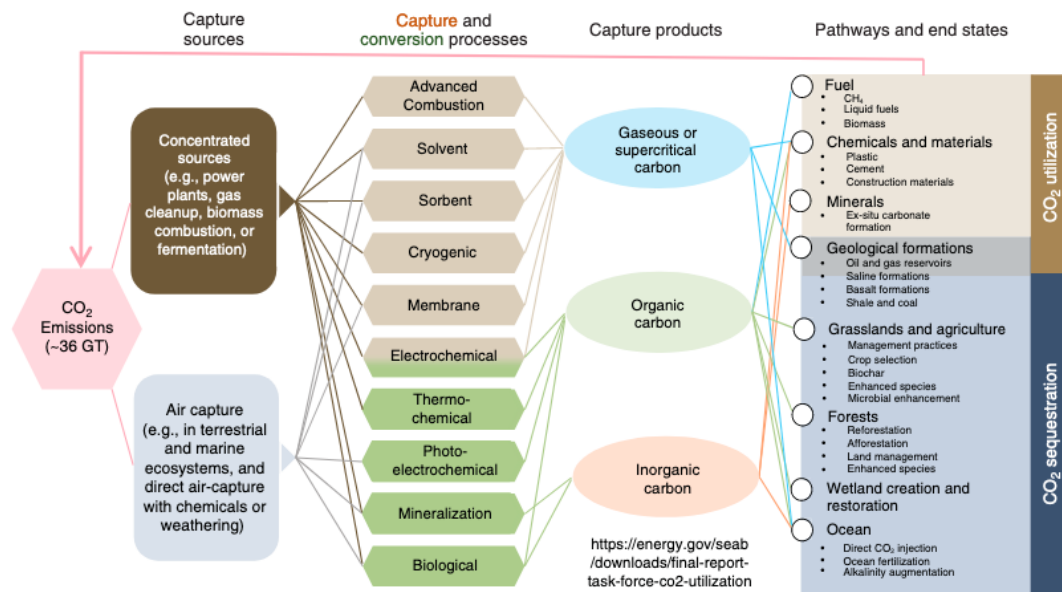 Capture
sources
Capture and
conversion processes
Capture products
Pathways and end states
CO₂
Emissions
(~36 GT)
Concentrated
sources
(e.g., power
plants, gas
cleanup, biomass
combustion, or
fermentation)
Air capture
(e.g., in terrestrial
and marine
ecosystems, and
direct air-capture
with chemicals or
weathering)
Advanced
Combustion
Solvent
Sorbent
Cryogenic
Membrane
Electrochemical
Thermo-
chemical
Photo-
electrochemical
Mineralization
Biological
Gaseous or
supercritical
carbon
Organic
carbon
Inorganic
carbon
https://energy.gov/seab
/downloads/final-report-
task-force-co2-utilization
Fuel
• CH₄
• Liquid fuels
• Biomass
Chemicals and materials
• Plastic
• Cement
• Construction materials
Minerals
• Ex-situ carbonate
formation
Geological formations
• Oil and gas reservoirs
• Saline formations
• Basalt formations
• Shale and coal
Grasslands and agriculture
• Management practices
• Crop selection
• Biochar
• Enhanced species
• Microbial enhancement
Forests
• Reforestation
• Afforestation
• Land management
• Enhanced species
Wetland creation and
restoration
Ocean
• Direct CO₂ injection
• Ocean fertilization
• Alkalinity augmentation
CO₂ utilization
CO₂ sequestration